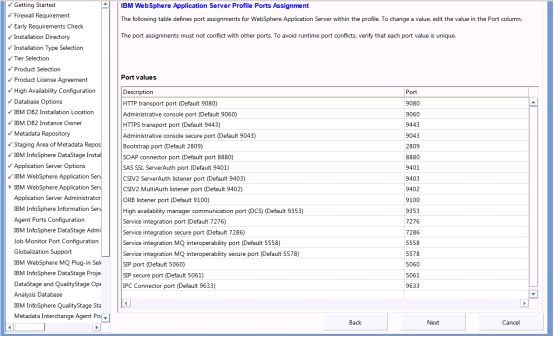 Getting Started
Firewall Requirement
Early Requirements Check
Installation Directory
Installation Type Selection
Tier Selection
Product Selection
Product License Agreement
High Availability Configuration
Database Options
IBM DB2 Installation Location
IBM DB2 Instance Owner
Metadata Repository
Staging Area of Metadata Repos
IBM InfoSphere DataStage Instal
Application Server Options
IBM WebSphere Application Serv
IBM WebSphere Application Serv
Application Server Administrator
IBM InfoSphere Information Serv
Agent Ports Configuration
IBM InfoSphere DataStage Admi
Job Monitor Port Configuration
Globalization Support
IBM WebSphere MQ Plug-in Sele
IBM InfoSphere DataStage Proje
DataStage and QualityStage Ope
Analysis Database
IBM InfoSphere QualityStage Sta
Metadata Interchange Agent Po
IBM WebSphere Application Server Profile Ports Assignment
The following table defines port assignments for WebSphere Application Server within the profile. To change a value, edit the value in the Port column.
The port assignments must not conflict with other ports. To avoid runtime port conflicts, verify that each port value is unique.
Port values
Description Port
HTTP transport port (Default 9080) 9080
Administrative console port (Default 9060) 9060
HTTPS transport port (Default 9443) 9443
Administrative console secure port (Default 9043) 9043
Bootstrap port (Default 2809) 2809
SOAP connector port (Default port 8880) 8880
SAS SSL ServerAuth port (Default 9401) 9401
CSIV2 ServerAuth listener port (Default 9403) 9403
CSIV2 MultiAuth listener port (Default 9402) 9402
ORB listener port (Default 9100) 9100
High availability manager communication port (DCS) (Default 9353) 9353
Service integration port (Default 7276) 7276
Service integration secure port (Default 7286) 7286
Service integration MQ interoperability port (Default 5558) 5558
Service integration MQ interoperability secure port (Default 5578) 5578
SIP port (Default 5060) 5060
SIP secure port (Default 5061) 5061
IPC Connector port (Default 9633) 9633
Back Next Cancel